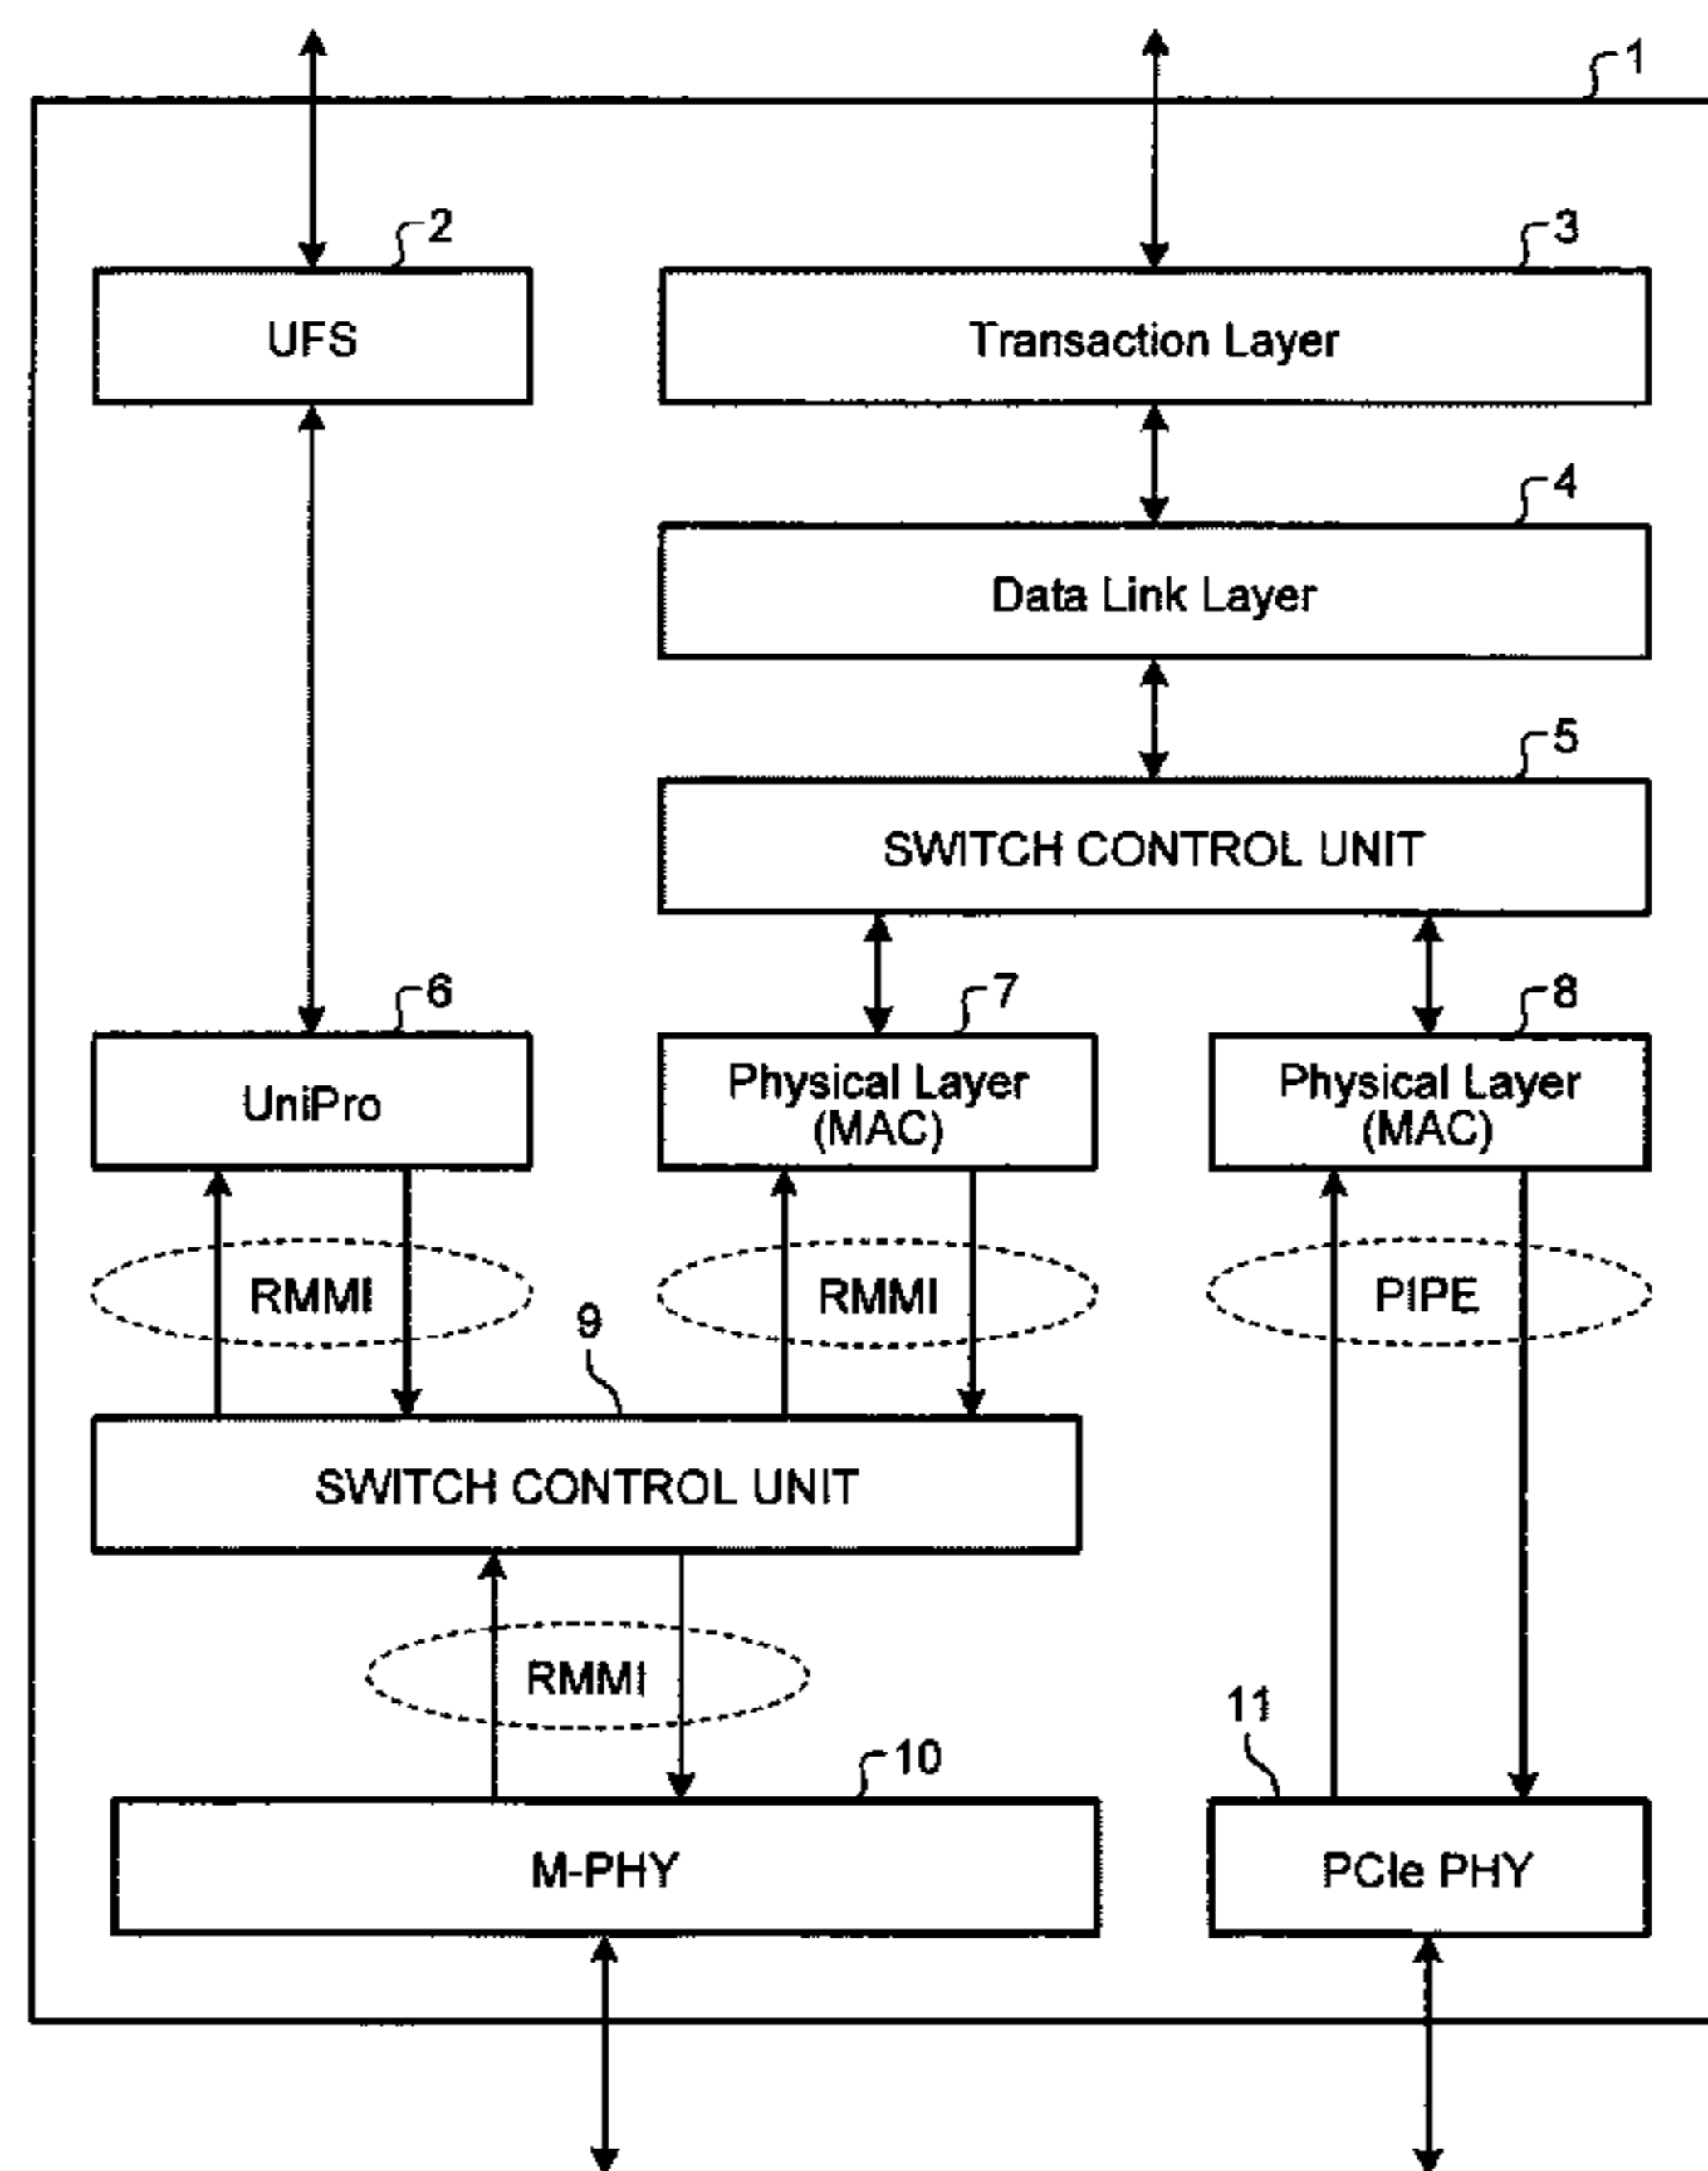 1
2
3
UFS
Transaction Layer
4
Data Link Layer
5
SWITCH CONTROL UNIT
6
7
8
UniPro
Physical Layer
(MAC)
Physical Layer
(MAC)
RMMI
RMMI
PIPE
9
SWITCH CONTROL UNIT
RMMI
10
11
M-PHY
PCIe PHY